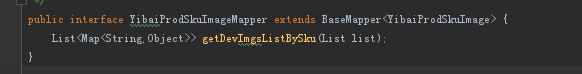 */
public interface YibaiProdSkuImageMapper extends BaseMapper<YibaiProdSkuImage> {
List<Map<String,Object>> getDevImgsListBySku(List list);
}